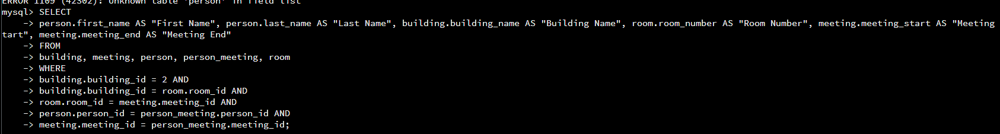 ERROR 1109 (42S02): Unknown table 'person' in field list
mysql> SELECT
    -> person.first_name AS "First Name", person.last_name AS "Last Name", building.building_name AS "Building Name", room.room_number AS "Room Number", meeting.meeting_start AS "Meeting
tart", meeting.meeting_end AS "Meeting End"
    -> FROM
    -> building, meeting, person, person_meeting, room
    -> WHERE
    -> building.building_id = 2 AND
    -> building.building_id = room.room_id AND
    -> room.room_id = meeting.meeting_id AND
    -> person.person_id = person_meeting.person_id AND
    -> meeting.meeting_id = person_meeting.meeting_id;